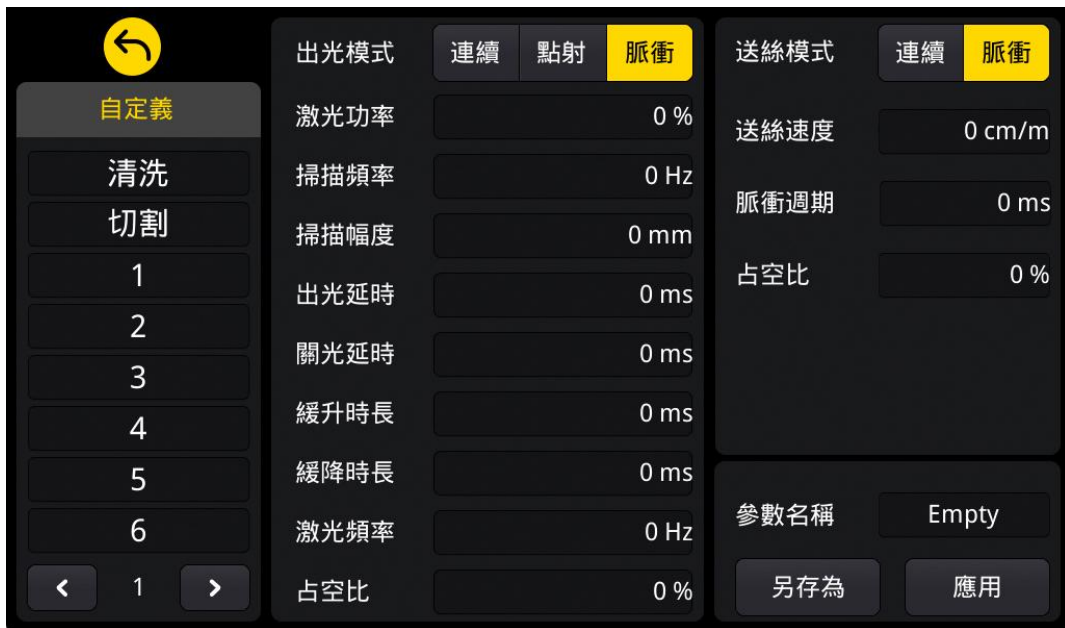 自定義
清洗
切割
1
2
3
4
5
6
1
出光模式 連續 點射 脈衝
激光功率 0 %
掃描頻率 0 Hz
掃描幅度 0 mm
出光延時 0 ms
關光延時 0 ms
緩升時長 0 ms
緩降時長 0 ms
激光頻率 0 Hz
占空比 0 %
送絲模式 連續 脈衝
送絲速度 0 cm/m
脈衝週期 0 ms
占空比 0 %
參數名稱 Empty
另存為 應用